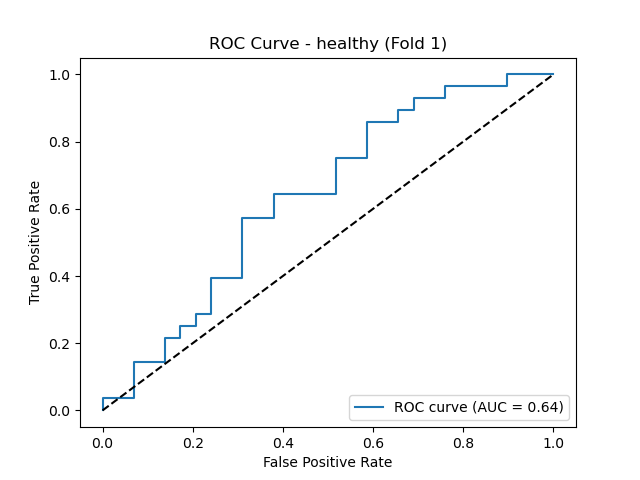 ROC Curve - healthy (Fold 1)
1.0
0.8
0.6
0.4
0.2
0.0
True Positive Rate
ROC curve (AUC = 0.64)
0.0 0.2 0.4 0.6 0.8 1.0
False Positive Rate